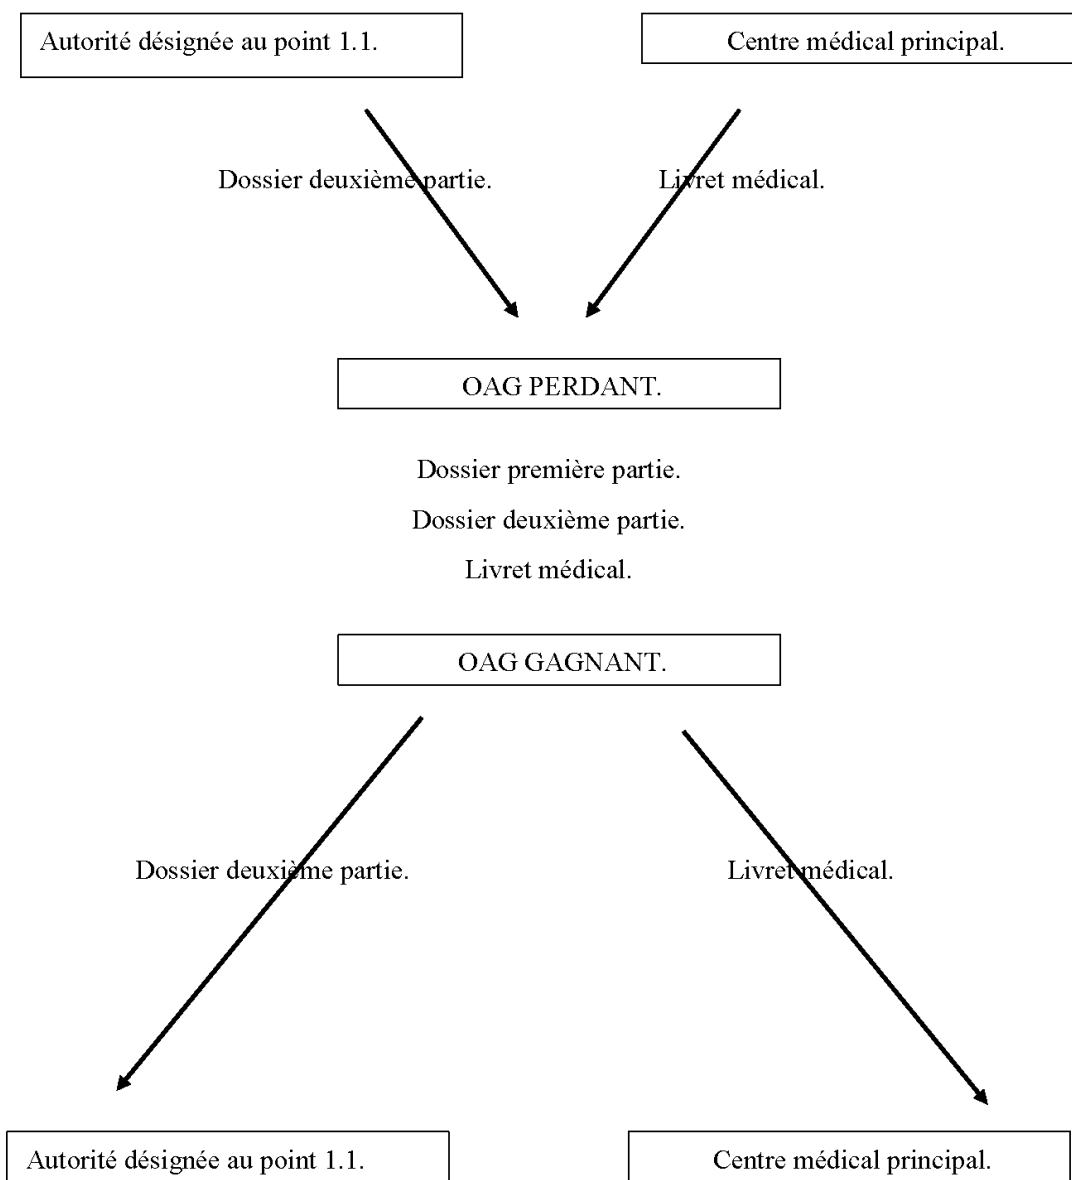 Autorité désignée au point 1.1.
Centre médical principal.
Dossier deuxième partie.
Livret médical.
OAG PERDANT.
Dossier première partie.
Dossier deuxième partie.
Livret médical.
OAG GAGNANT.
Dossier deuxième partie.
Livret médical.
Autorité désignée au point 1.1.
Centre médical principal.